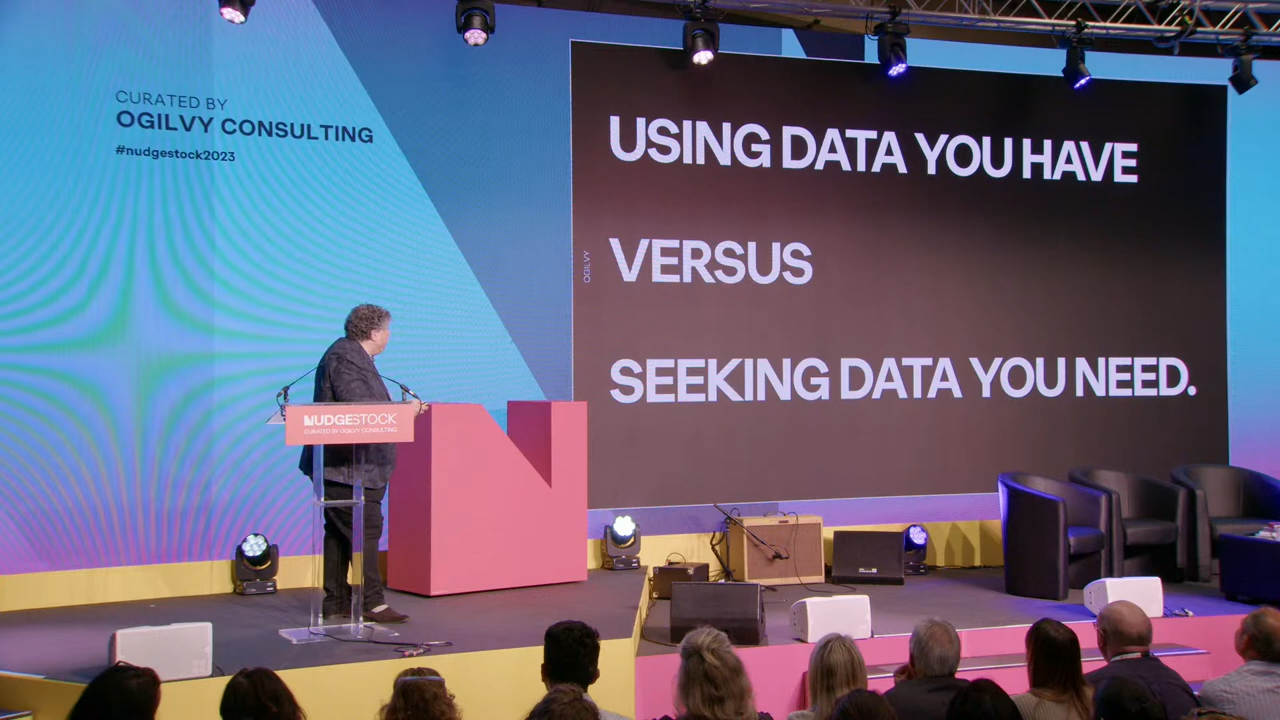 CURATED BY
OGILVY CONSULTING
#nudgestock2023
USING DATA YOU HAVE
VERSUS
SEEKING DATA YOU NEED.
OGILVY
NUDGESTOCK
CURATED BY OGILVY CONSULTING